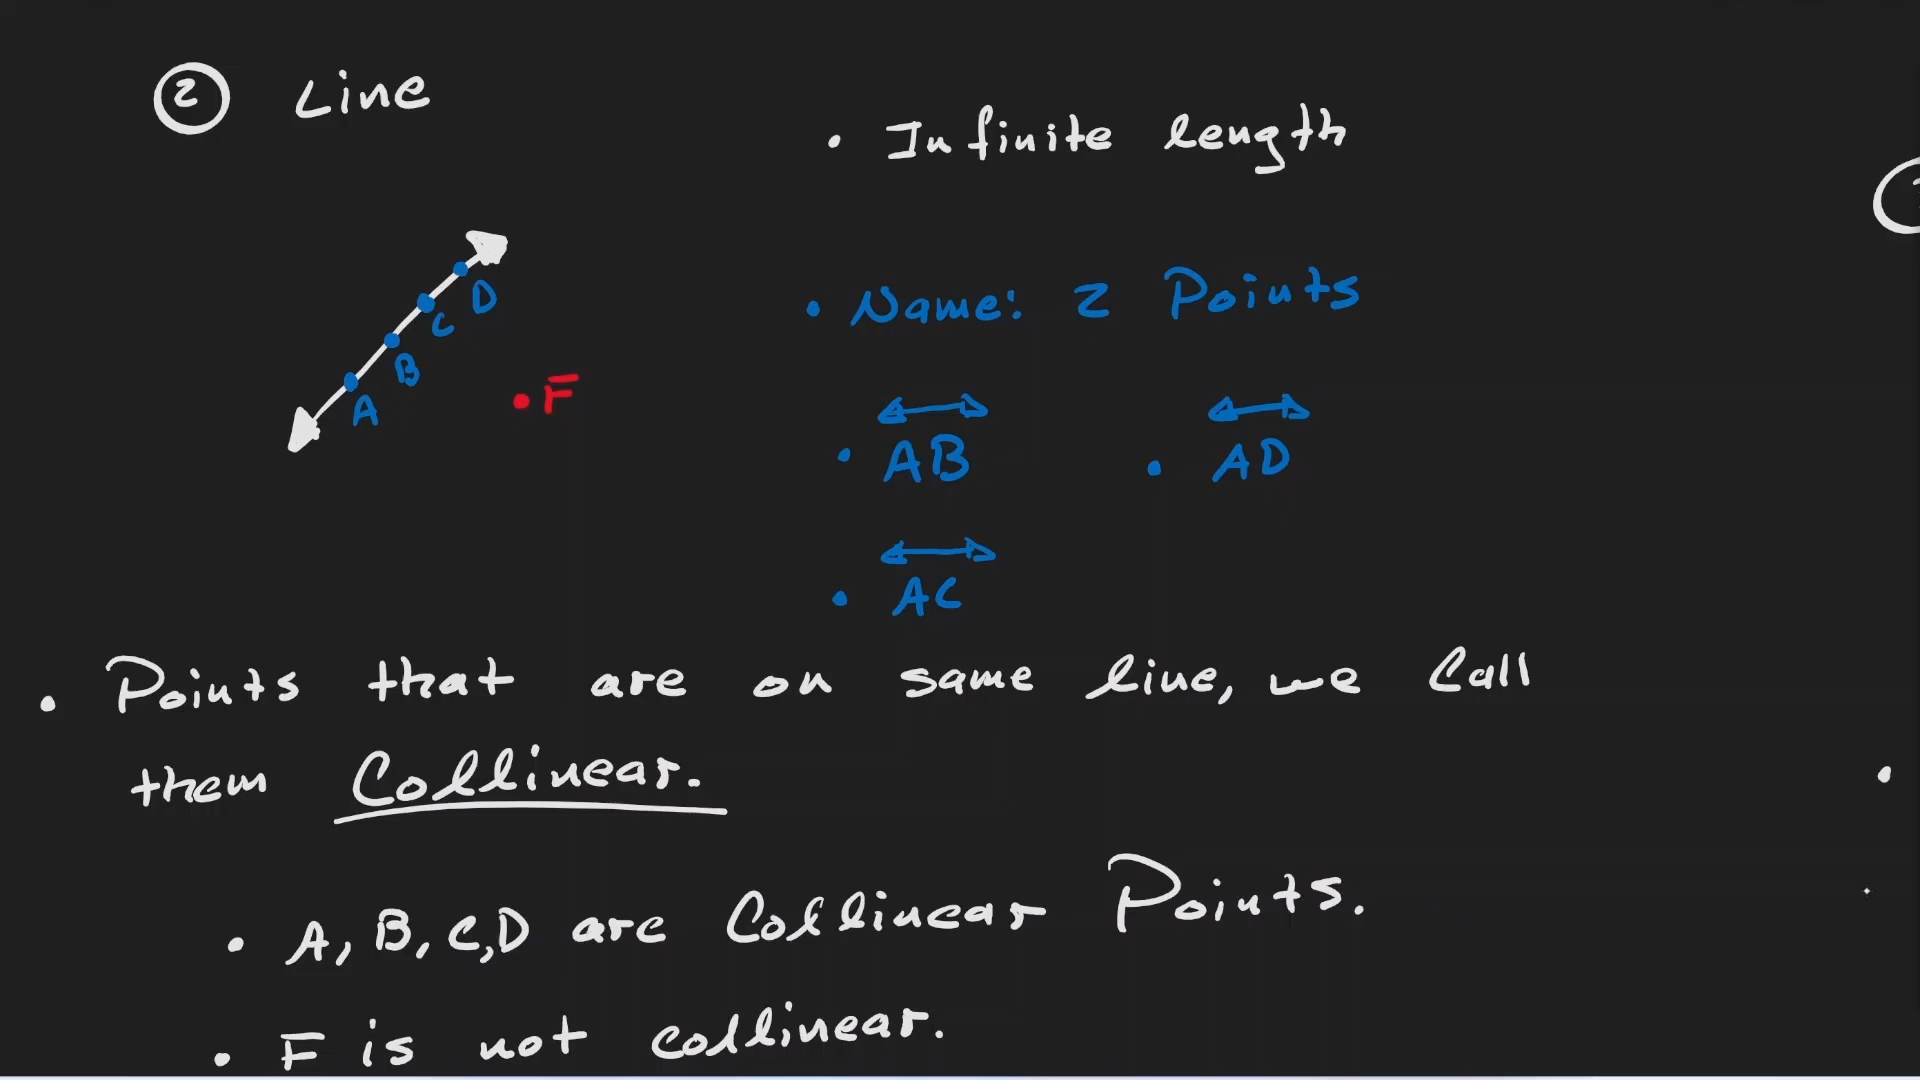 ② Line
• Infinite length
D
C
B
A
• F
• Name: 2 Points
• AB
• AD
• AC
• Points that are on same line, we Call
them Collinear.
• A, B, C, D are Collinear Points.
• F is not collinear.